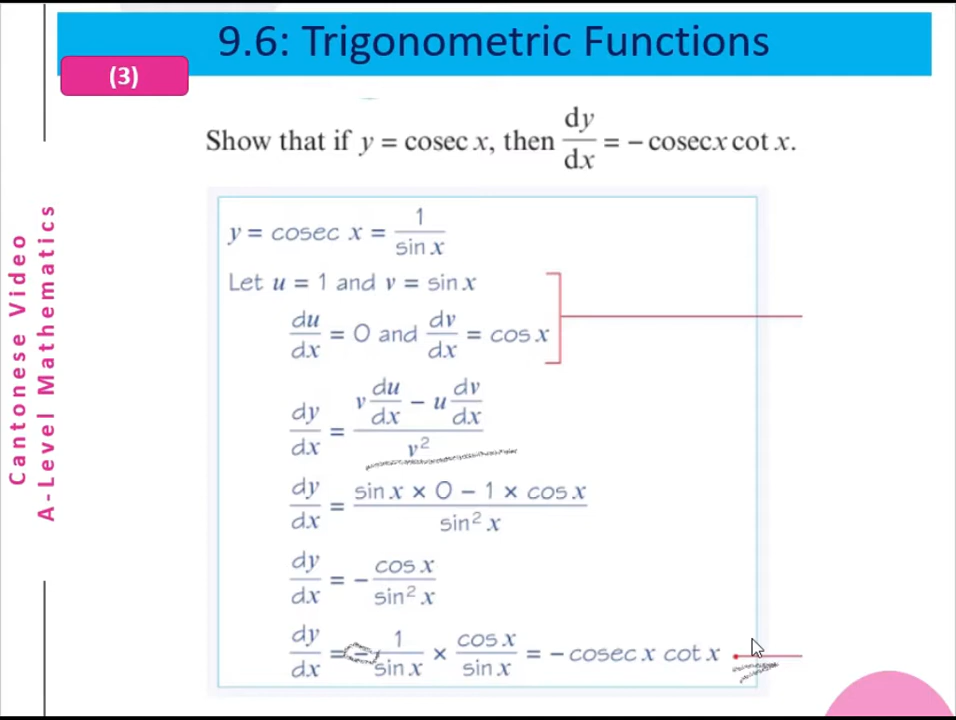 9.6: Trigonometric Functions
(3)
Show that if y = cosec x, then dy/dx = − cosec x cot x.
Cantonese Video
A-Level Mathematics
y = cosec x = 1/sin x
Let u = 1 and v = sin x
du/dx = 0 and dv/dx = cos x
dy/dx = (v du/dx − u dv/dx)/v²
dy/dx = (sin x × 0 − 1 × cos x)/sin² x
dy/dx = − cos x/sin² x
dy/dx = − 1/sin x × cos x/sin x = − cosec x cot x